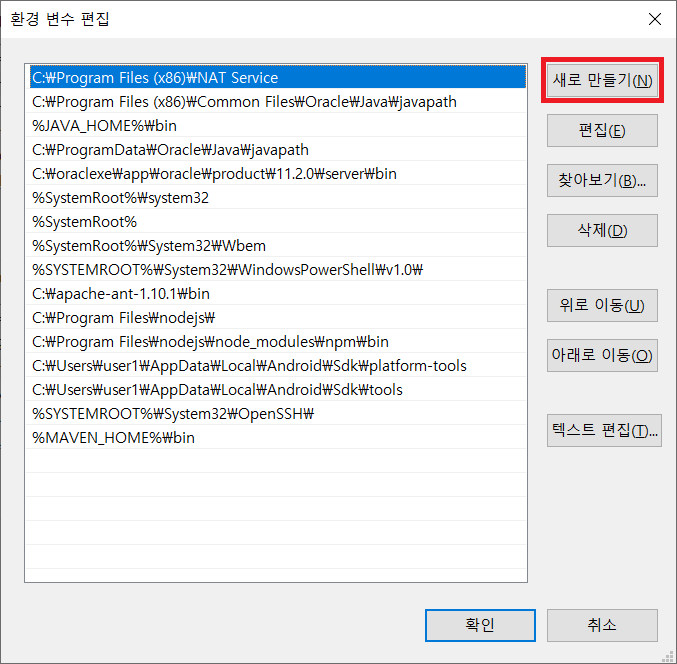 환경 변수 편집
C:₩Program Files (x86)₩NAT Service
C:₩Program Files (x86)₩Common Files₩Oracle₩Java₩javapath
%JAVA_HOME%₩bin
C:₩ProgramData₩Oracle₩Java₩javapath
C:₩oraclexe₩app₩oracle₩product₩11.2.0₩server₩bin
%SystemRoot%₩system32
%SystemRoot%
%SystemRoot%₩System32₩Wbem
%SYSTEMROOT%₩System32₩WindowsPowerShell₩v1.0₩
C:₩apache-ant-1.10.1₩bin
C:₩Program Files₩nodejs₩
C:₩Program Files₩nodejs₩node_modules₩npm₩bin
C:₩Users₩user1₩AppData₩Local₩Android₩Sdk₩platform-tools
C:₩Users₩user1₩AppData₩Local₩Android₩Sdk₩tools
%SYSTEMROOT%₩System32₩OpenSSH₩
%MAVEN_HOME%₩bin
새로 만들기(N)
편집(E)
찾아보기(B)...
삭제(D)
위로 이동(U)
아래로 이동(O)
텍스트 편집(T)...
확인
취소